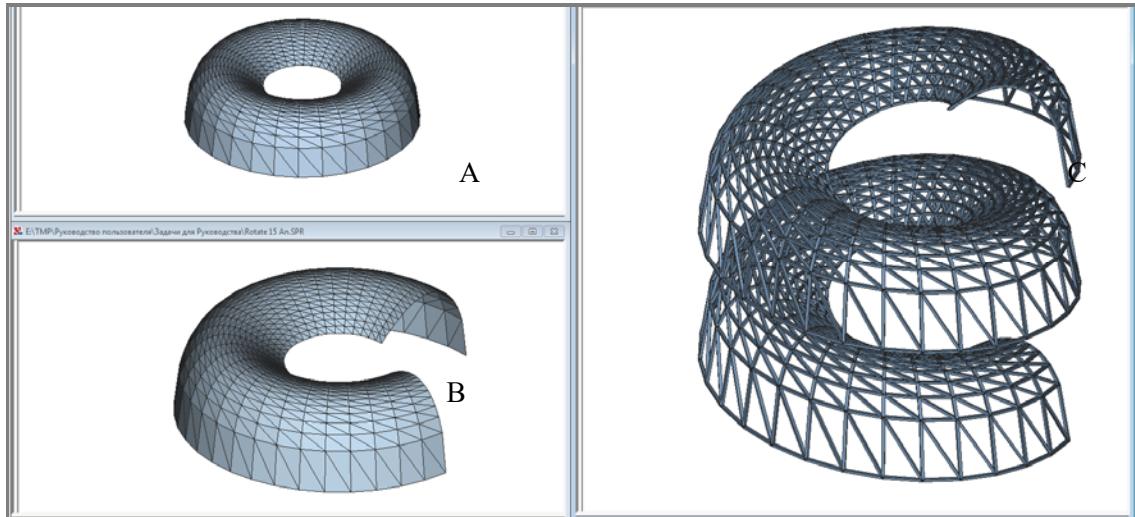 A
E:\TMP\Руководство пользователя\Задачи для Руководства\Rotate 15 An.SPR
B
C